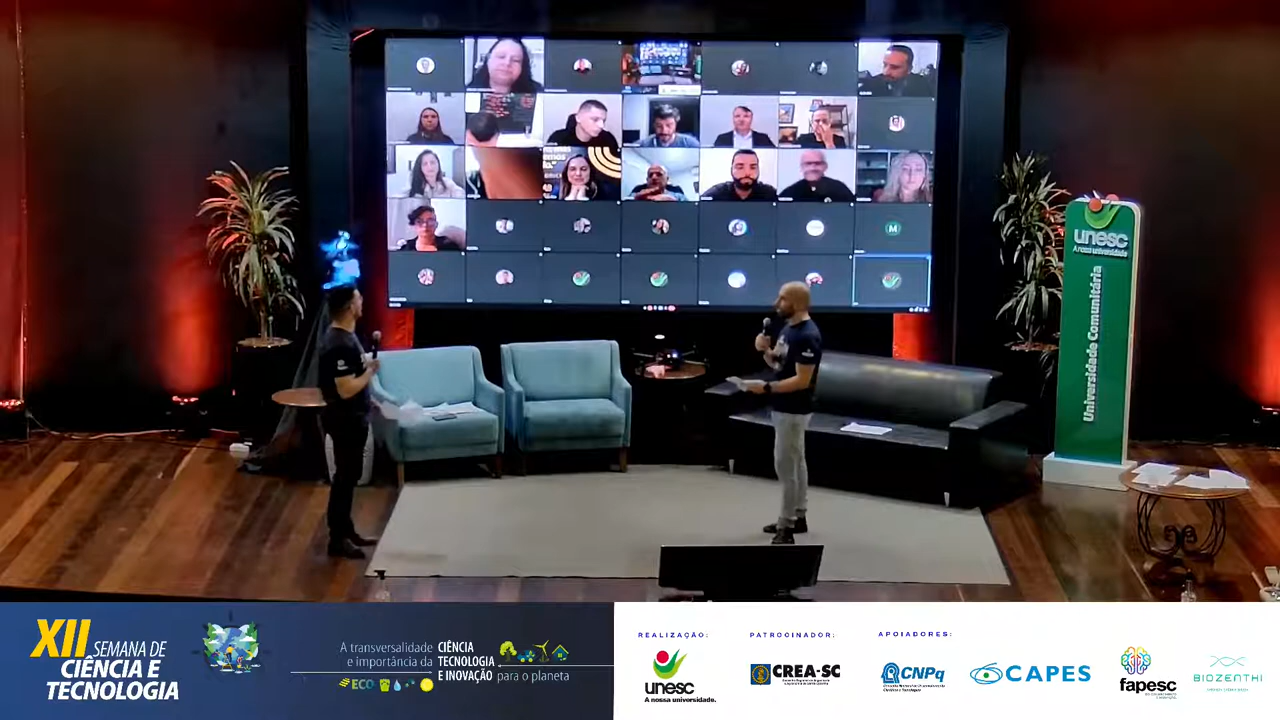 unesc
A nossa universidade
Universidade Comunitária
M
XII SEMANA DE
CIÊNCIA E
TECNOLOGIA
A transversalidade
e importância da
CIÊNCIA
TECNOLOGIA
E INOVAÇÃO
para o planeta
ECO
REALIZAÇÃO:
unesc
A nossa universidade.
PATROCINADOR:
CREA-SC
APOIADORES:
CNPq
CAPES
fapesc
BIOZENTHI